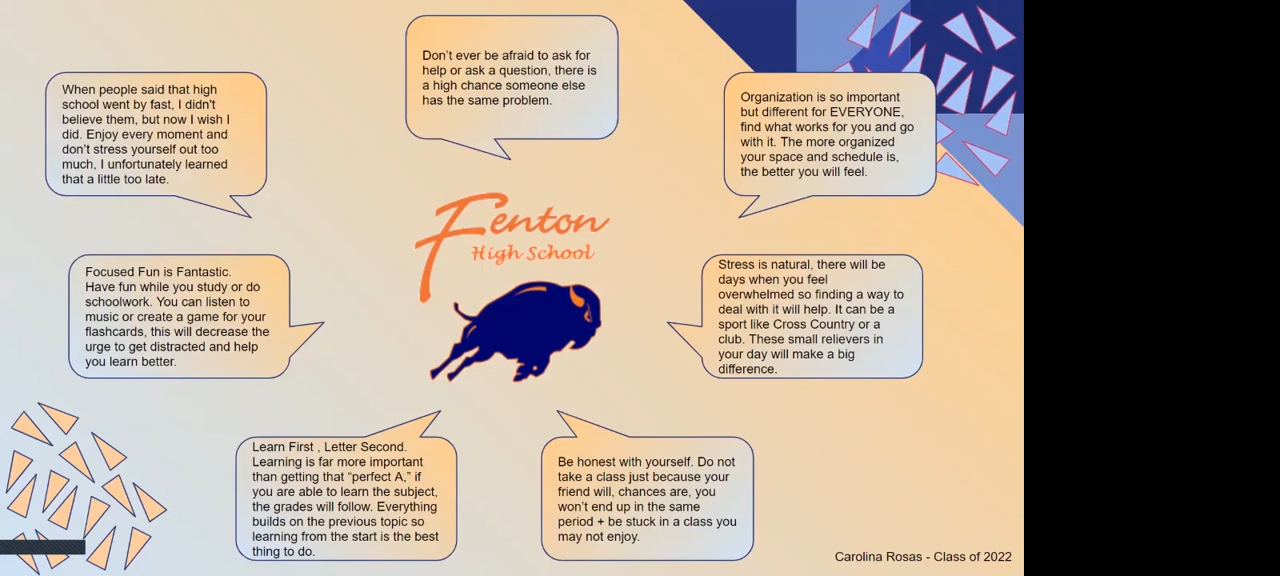 Don't ever be afraid to ask for
help or ask a question, there is
a high chance someone else
has the same problem.
When people said that high
school went by fast, I didn't
believe them, but now I wish I
did. Enjoy every moment and
don't stress yourself out too
much, I unfortunately learned
that a little too late.
Organization is so important
but different for EVERYONE,
find what works for you and go
with it. The more organized
your space and schedule is,
the better you will feel.
Fenton
High School
Focused Fun is Fantastic.
Have fun while you study or do
schoolwork. You can listen to
music or create a game for your
flashcards, this will decrease the
urge to get distracted and help
you learn better.
Stress is natural, there will be
days when you feel
overwhelmed so finding a way to
deal with it will help. It can be a
sport like Cross Country or a
club. These small relievers in
your day will make a big
difference.
Learn First , Letter Second.
Learning is far more important
than getting that “perfect A,” if
you are able to learn the subject,
the grades will follow. Everything
builds on the previous topic so
learning from the start is the best
thing to do.
Be honest with yourself. Do not
take a class just because your
friend will, chances are, you
won't end up in the same
period + be stuck in a class you
may not enjoy.
Carolina Rosas - Class of 2022